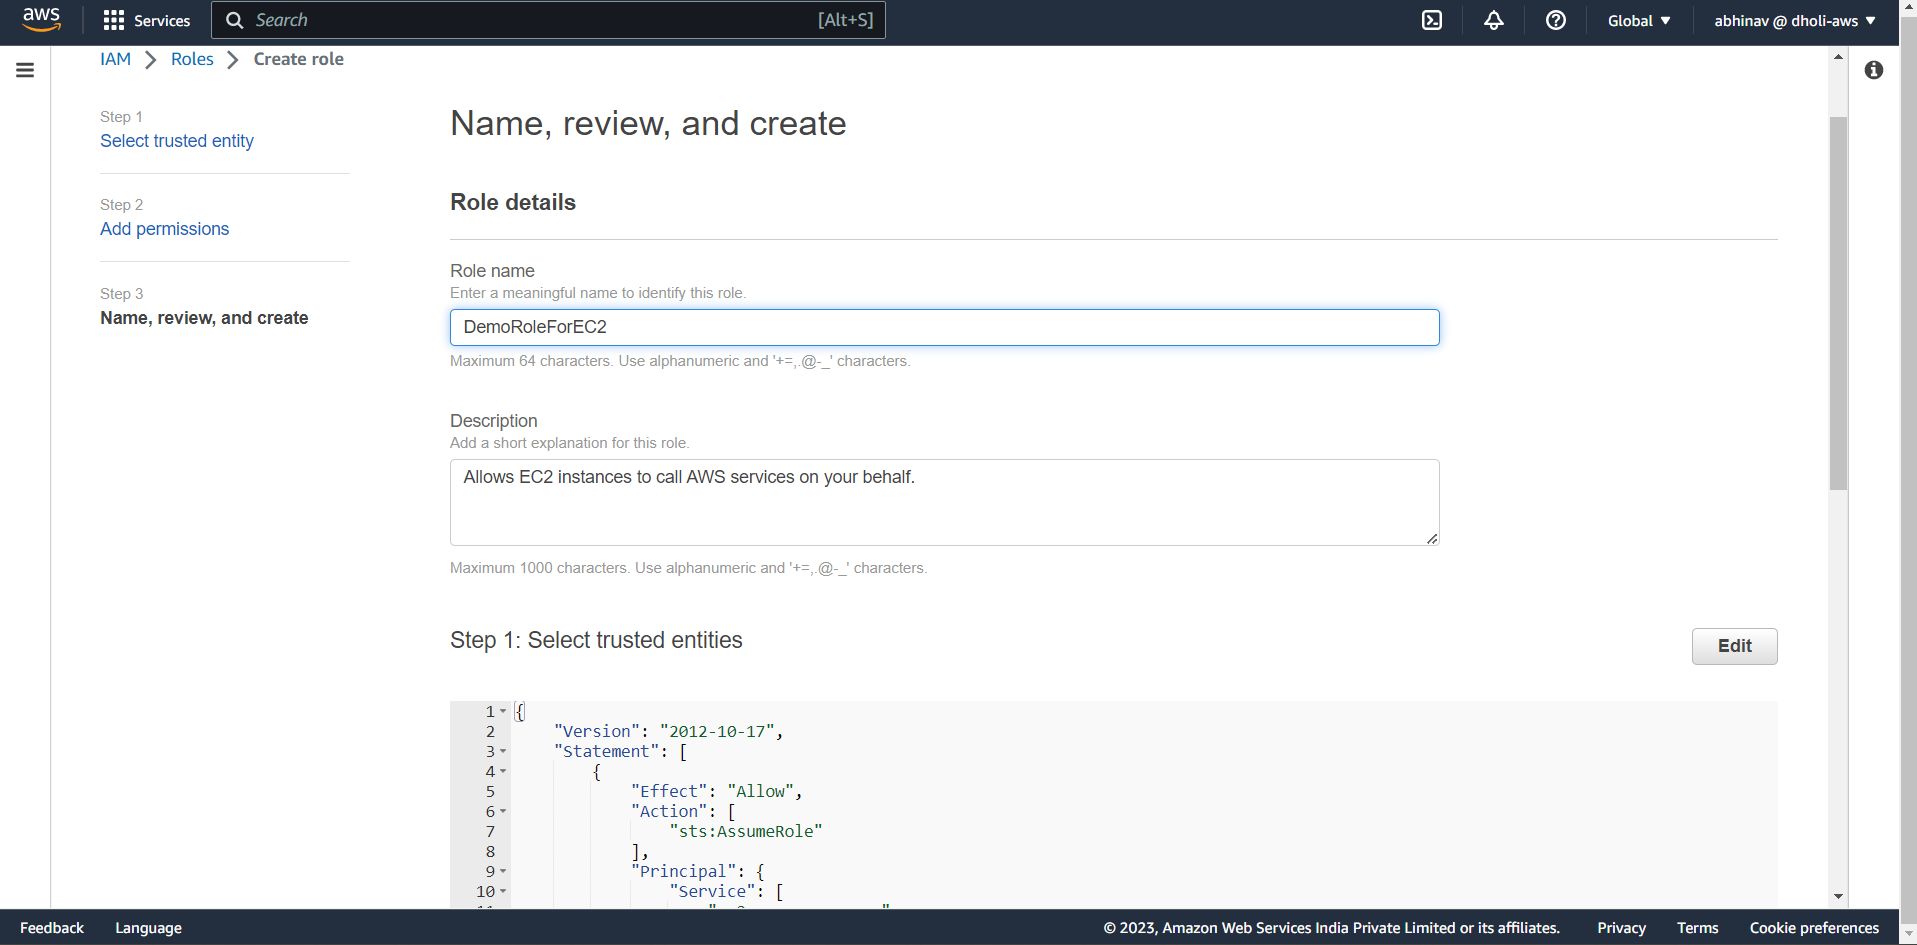 aws Services Search [Alt+S] Global abhinav @ dholi-aws
IAM Roles Create role
Step 1
Select trusted entity
Step 2
Add permissions
Step 3
Name, review, and create
Name, review, and create
Role details
Role name
Enter a meaningful name to identify this role.
DemoRoleForEC2
Maximum 64 characters. Use alphanumeric and '+=,.@-_' characters.
Description
Add a short explanation for this role.
Allows EC2 instances to call AWS services on your behalf.
Maximum 1000 characters. Use alphanumeric and '+=,.@-_' characters.
Step 1: Select trusted entities
Edit
1 {
2 "Version": "2012-10-17",
3 "Statement": [
4 {
5 "Effect": "Allow",
6 "Action": [
7 "sts:AssumeRole"
8 ],
9 "Principal": {
10 "Service": [
Feedback Language © 2023, Amazon Web Services India Private Limited or its affiliates. Privacy Terms Cookie preferences